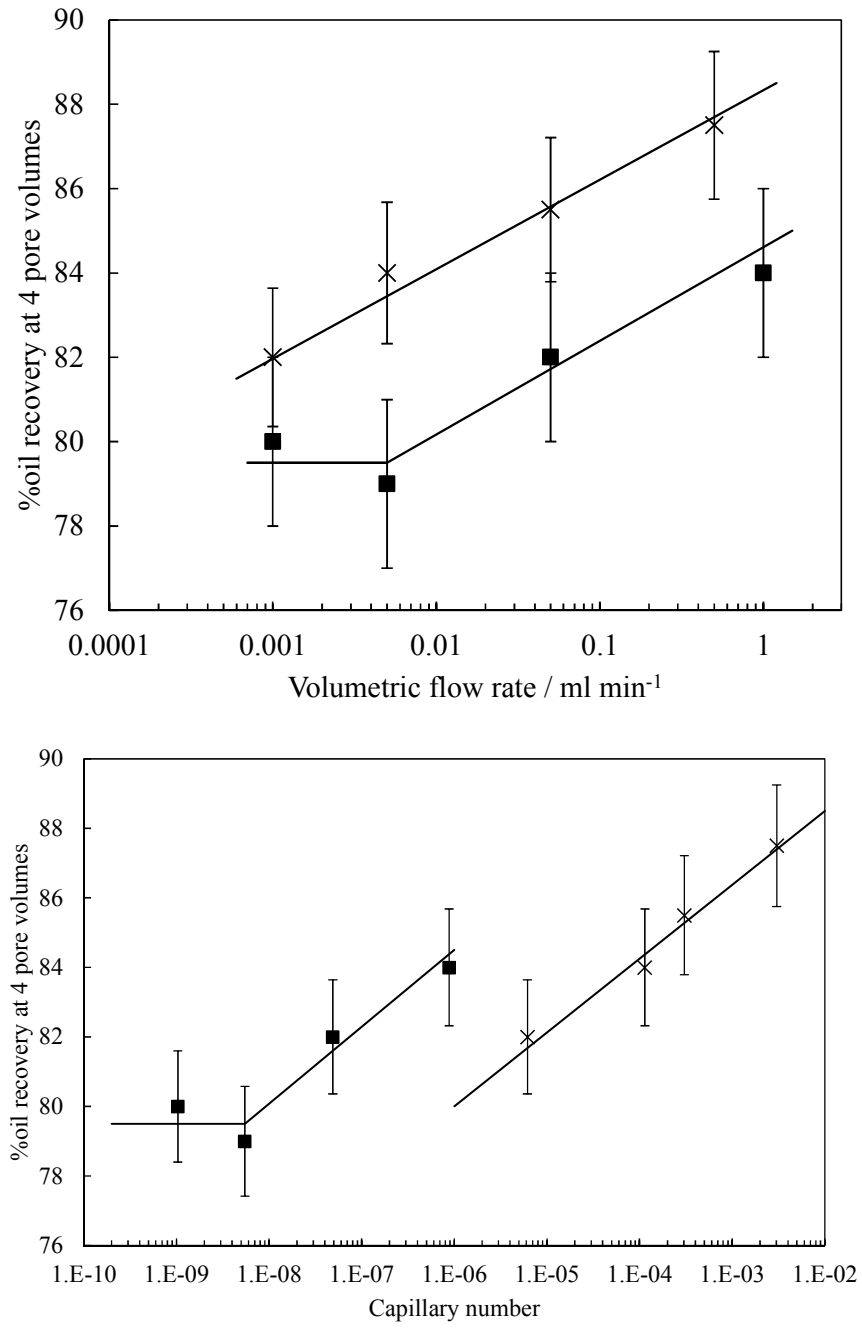 90
88
86
84
82
80
78
76
%oil recovery at 4 pore volumes
0.0001 0.001 0.01 0.1 1
Volumetric flow rate / ml min-1
90
88
86
84
82
80
78
76
%oil recovery at 4 pore volumes
1.E-10 1.E-09 1.E-08 1.E-07 1.E-06 1.E-05 1.E-04 1.E-03 1.E-02
Capillary number